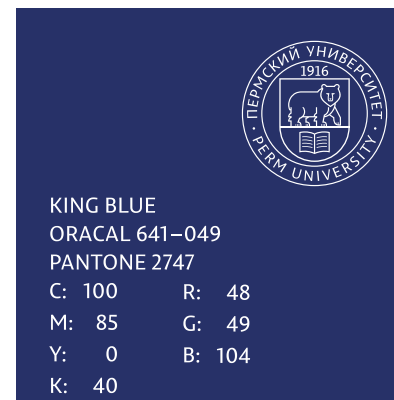 ПЕРМСКИЙ УНИВЕРСИТЕТ
1916
PERM UNIVERSITY
KING BLUE
ORACAL 641–049
PANTONE 2747
C: 100 R: 48
M: 85 G: 49
Y: 0 B: 104
K: 40